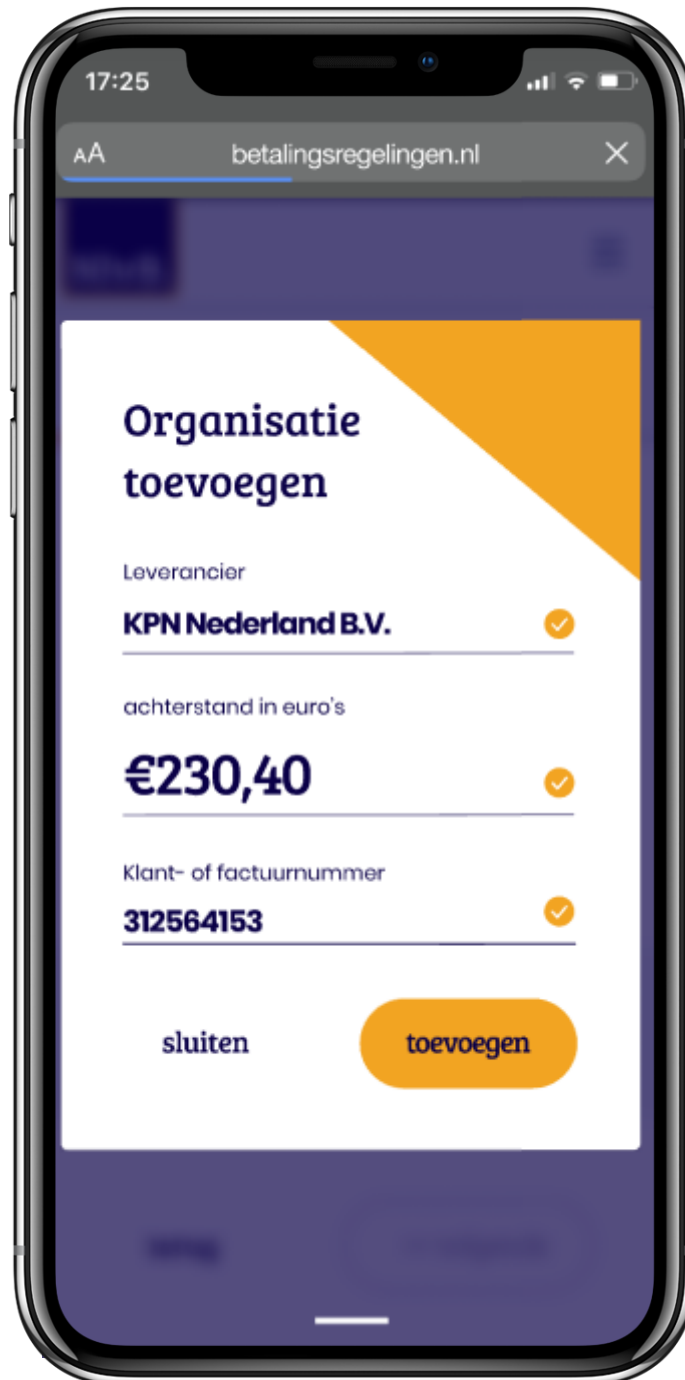 17:25
AA betalingsregelingen.nl
Organisatie
toevoegen
Leverancier
KPN Nederland B.V.
achterstand in euro's
€230,40
Klant- of factuurnummer
312564153
sluiten toevoegen